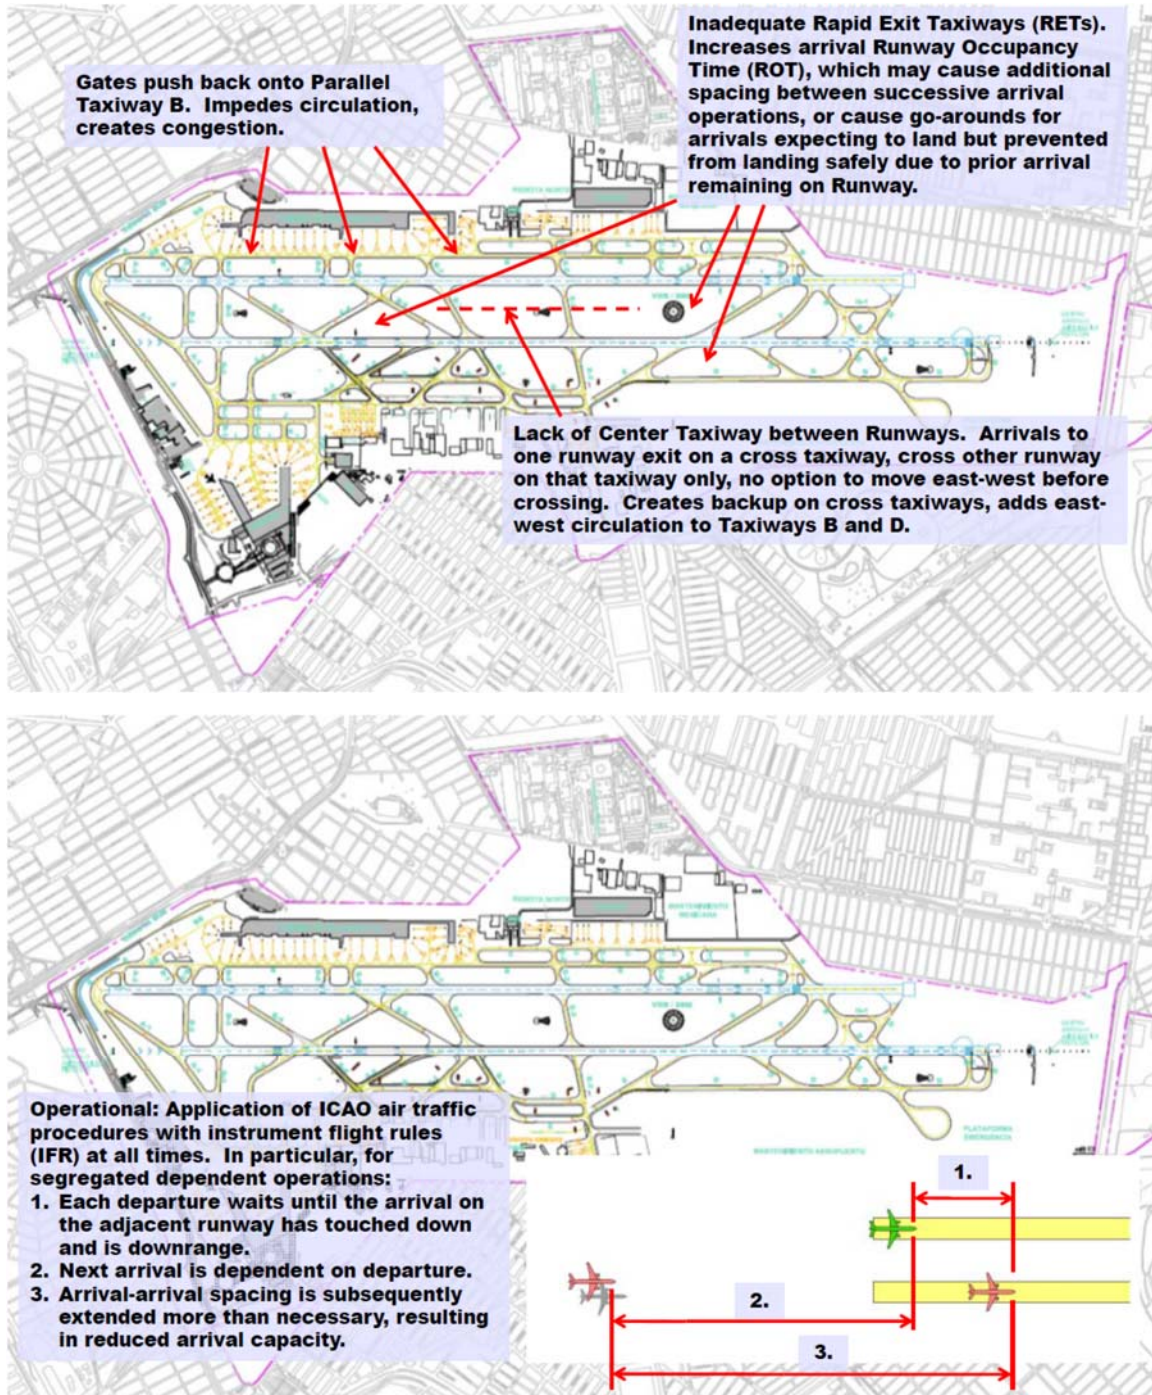 Inadequate Rapid Exit Taxiways (RETs).
Increases arrival Runway Occupancy
Time (ROT), which may cause additional
spacing between successive arrival
operations, or cause go-arounds for
arrivals expecting to land but prevented
from landing safely due to prior arrival
remaining on Runway.
Gates push back onto Parallel
Taxiway B.  Impedes circulation,
creates congestion.
Lack of Center Taxiway between Runways.  Arrivals to
one runway exit on a cross taxiway, cross other runway
on that taxiway only, no option to move east-west before
crossing.  Creates backup on cross taxiways, adds east-
west circulation to Taxiways B and D.
Operational: Application of ICAO air traffic
procedures with instrument flight rules
(IFR) at all times.  In particular, for
segregated dependent operations:
1. Each departure waits until the arrival on
the adjacent runway has touched down
and is downrange.
2. Next arrival is dependent on departure.
3. Arrival-arrival spacing is subsequently
extended more than necessary, resulting
in reduced arrival capacity.
1.
2.
3.